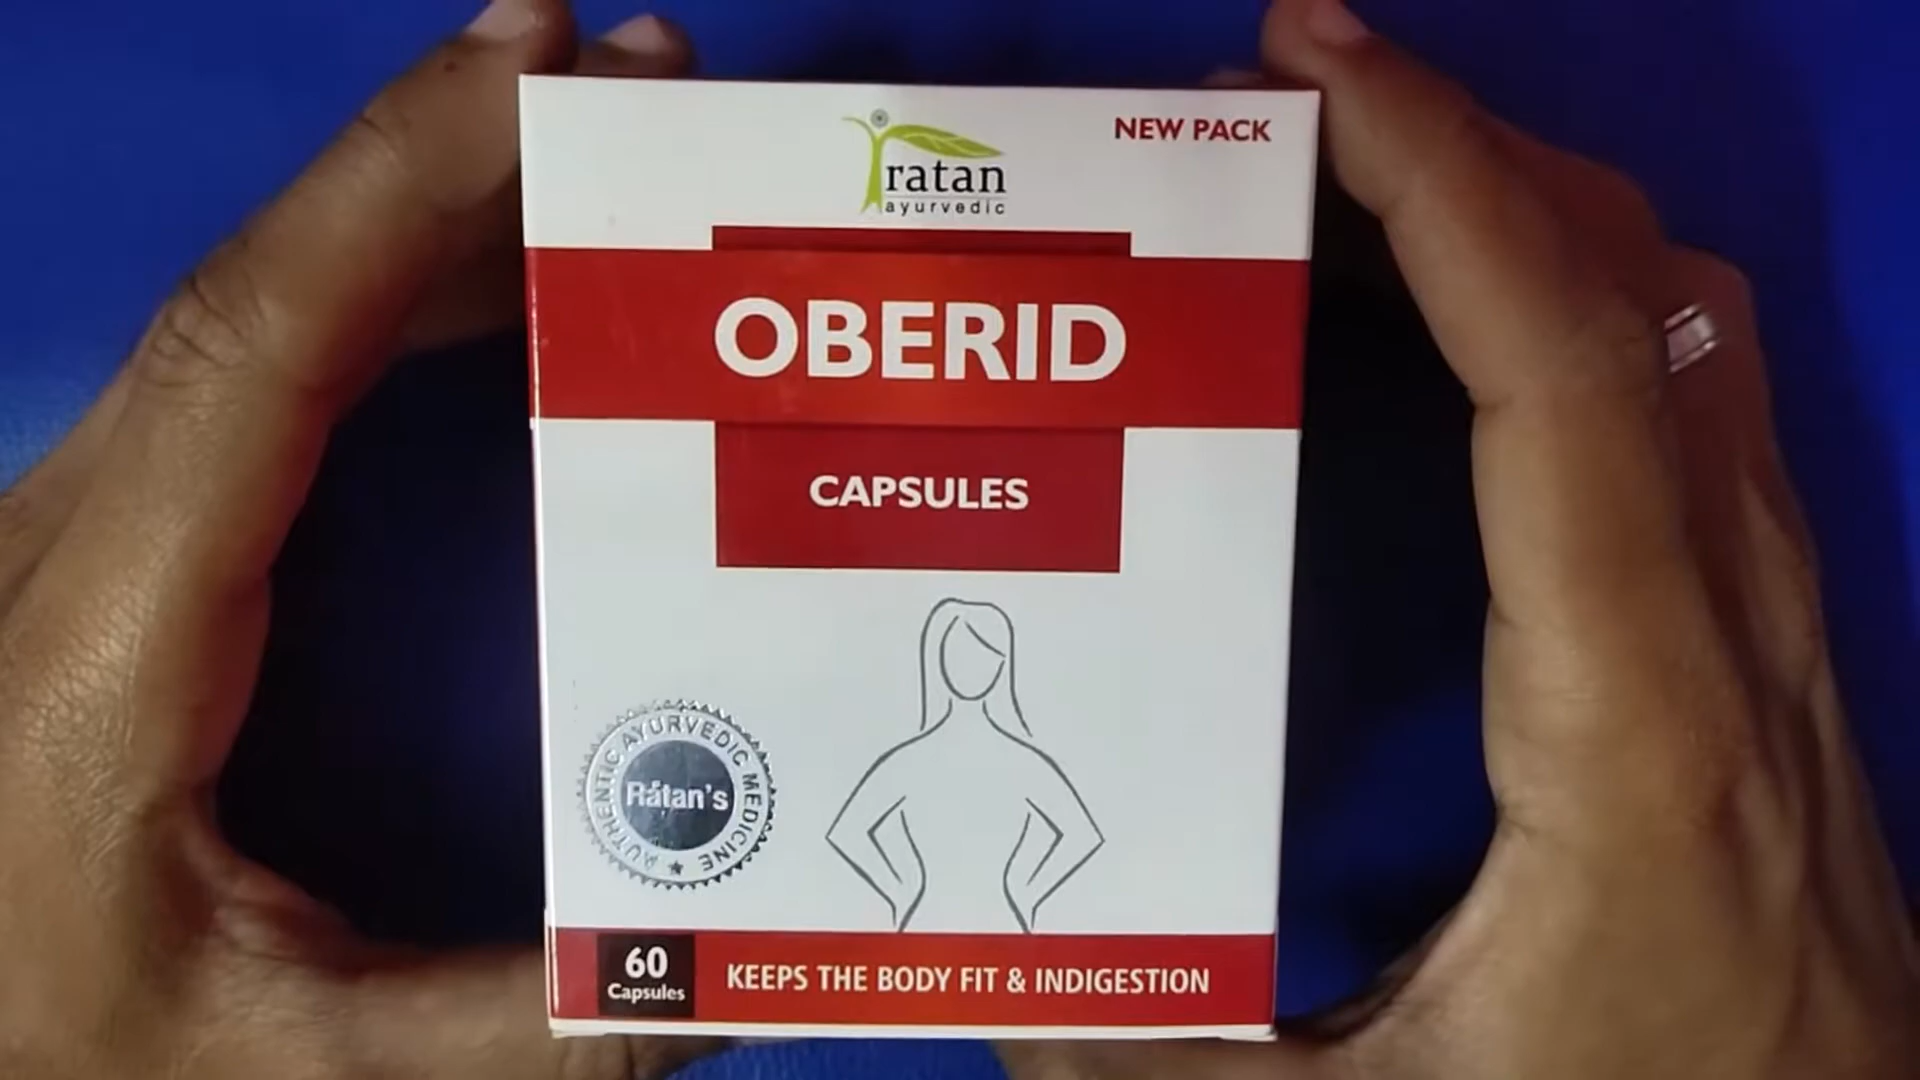 NEW PACK
ratan
ayurvedic
OBERID
CAPSULES
AUTHENTIC AYURVEDIC MEDICINE
Ratan's
60
Capsules
KEEPS THE BODY FIT & INDIGESTION